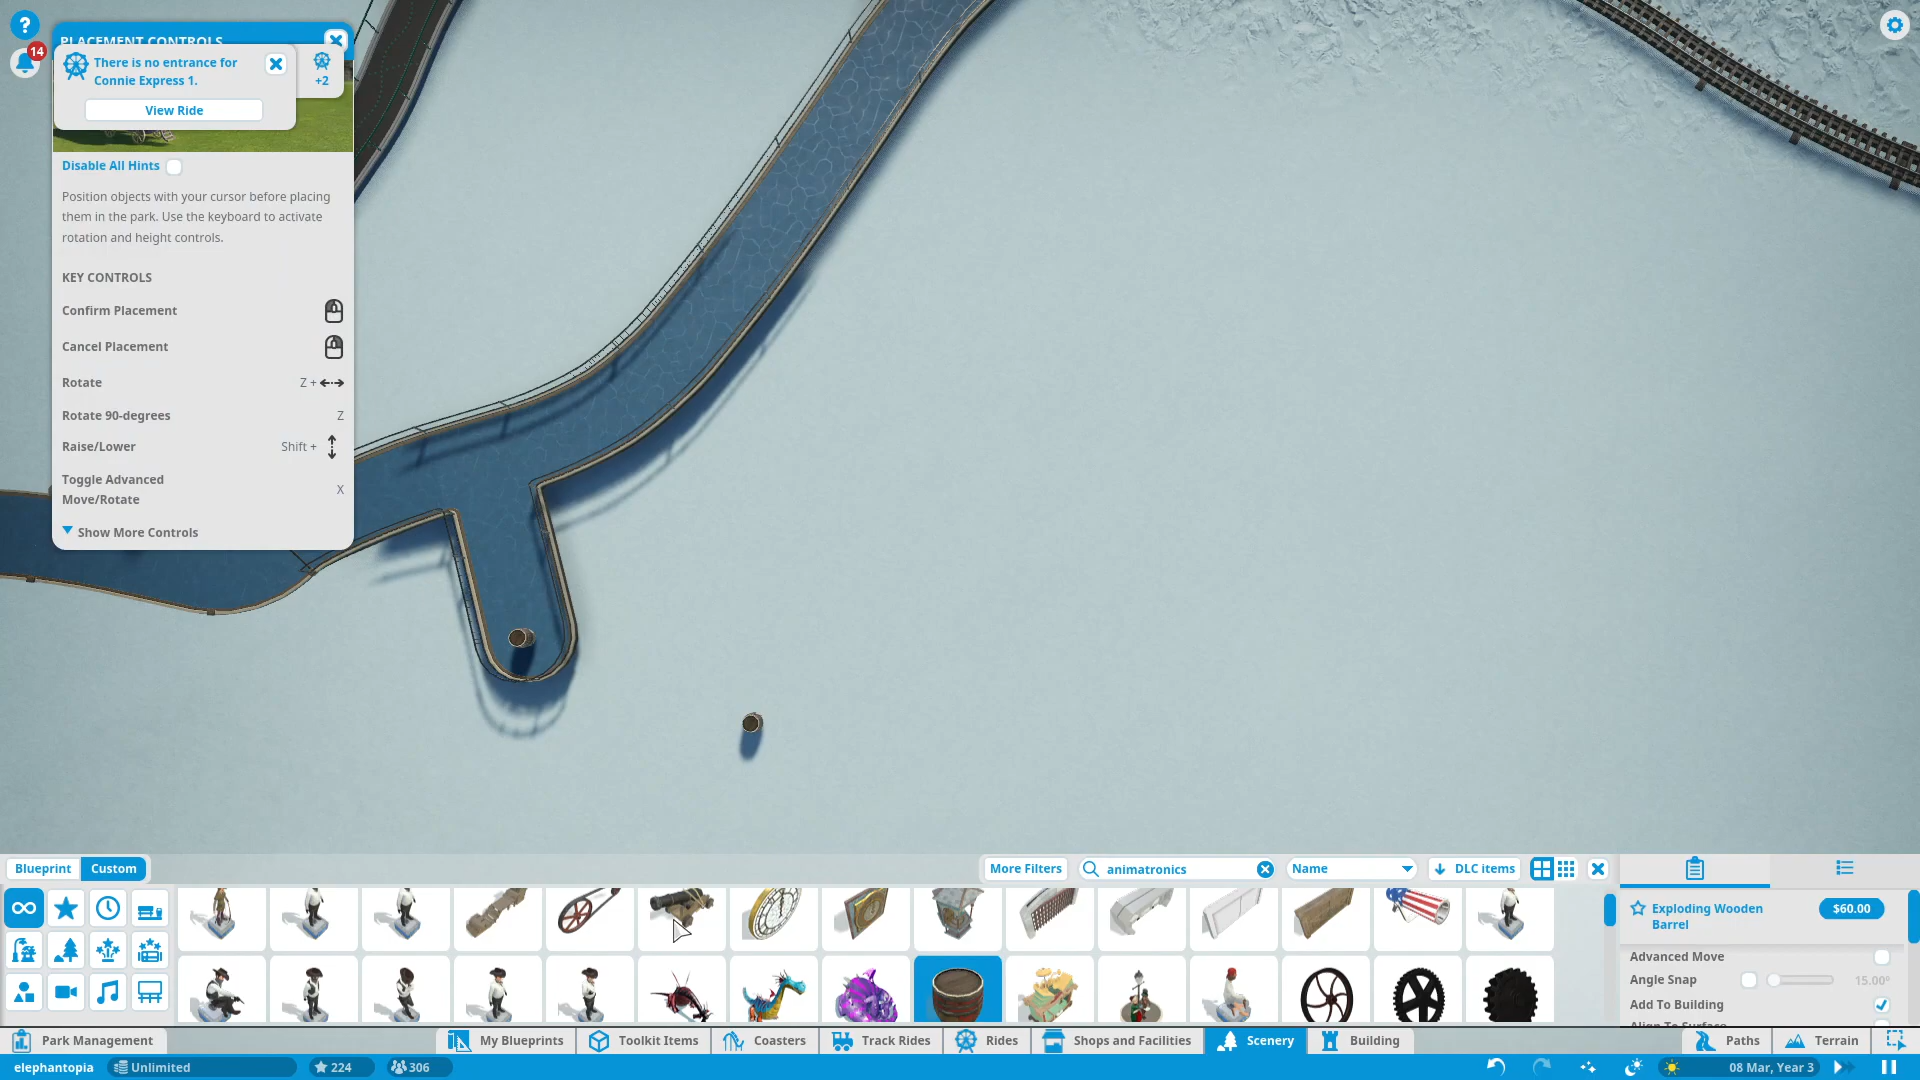 ?
14
PLACEMENT CONTROLS
There is no entrance for
Connie Express 1.
+2
View Ride
Disable All Hints
Position objects with your cursor before placing
them in the park. Use the keyboard to activate
rotation and height controls.
KEY CONTROLS
Confirm Placement
Cancel Placement
Rotate Z +
Rotate 90-degrees Z
Raise/Lower Shift +
Toggle Advanced
Move/Rotate X
Show More Controls
Blueprint Custom
More Filters animatronics Name DLC items
Exploding Wooden
Barrel
$60.00
Advanced Move
Angle Snap 15.00°
Add To Building
Align To Surface
Park Management My Blueprints Toolkit Items Coasters Track Rides Rides Shops and Facilities Scenery Building Paths Terrain
elephantopia Unlimited 224 306 08 Mar, Year 3